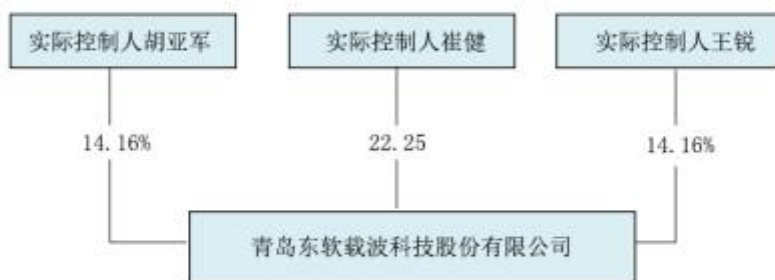 实际控制人胡亚军
实际控制人崔健
实际控制人王锐
14.16%
22.25
14.16%
青岛东软载波科技股份有限公司